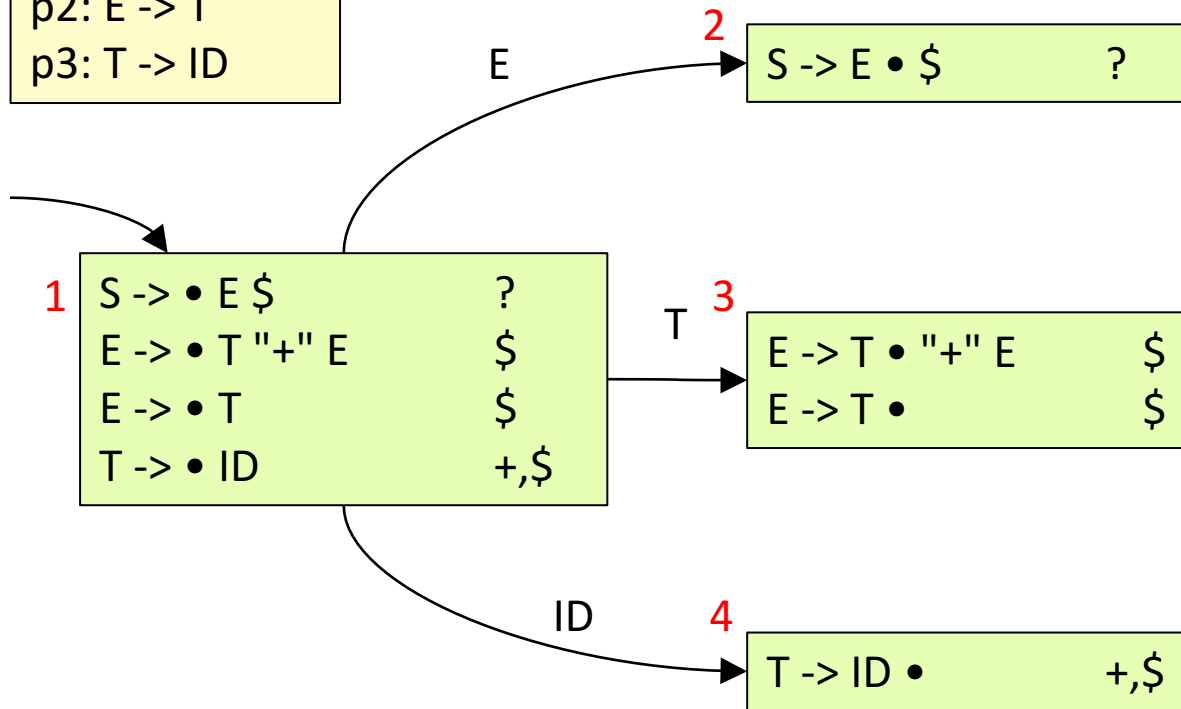 p2: E -> T
p3: T -> ID
E
2
S -> E • $ ?
1
S -> • E $ ?
E -> • T "+" E $
E -> • T $
T -> • ID +,$
T
3
E -> T • "+" E $
E -> T • $
ID
4
T -> ID • +,$